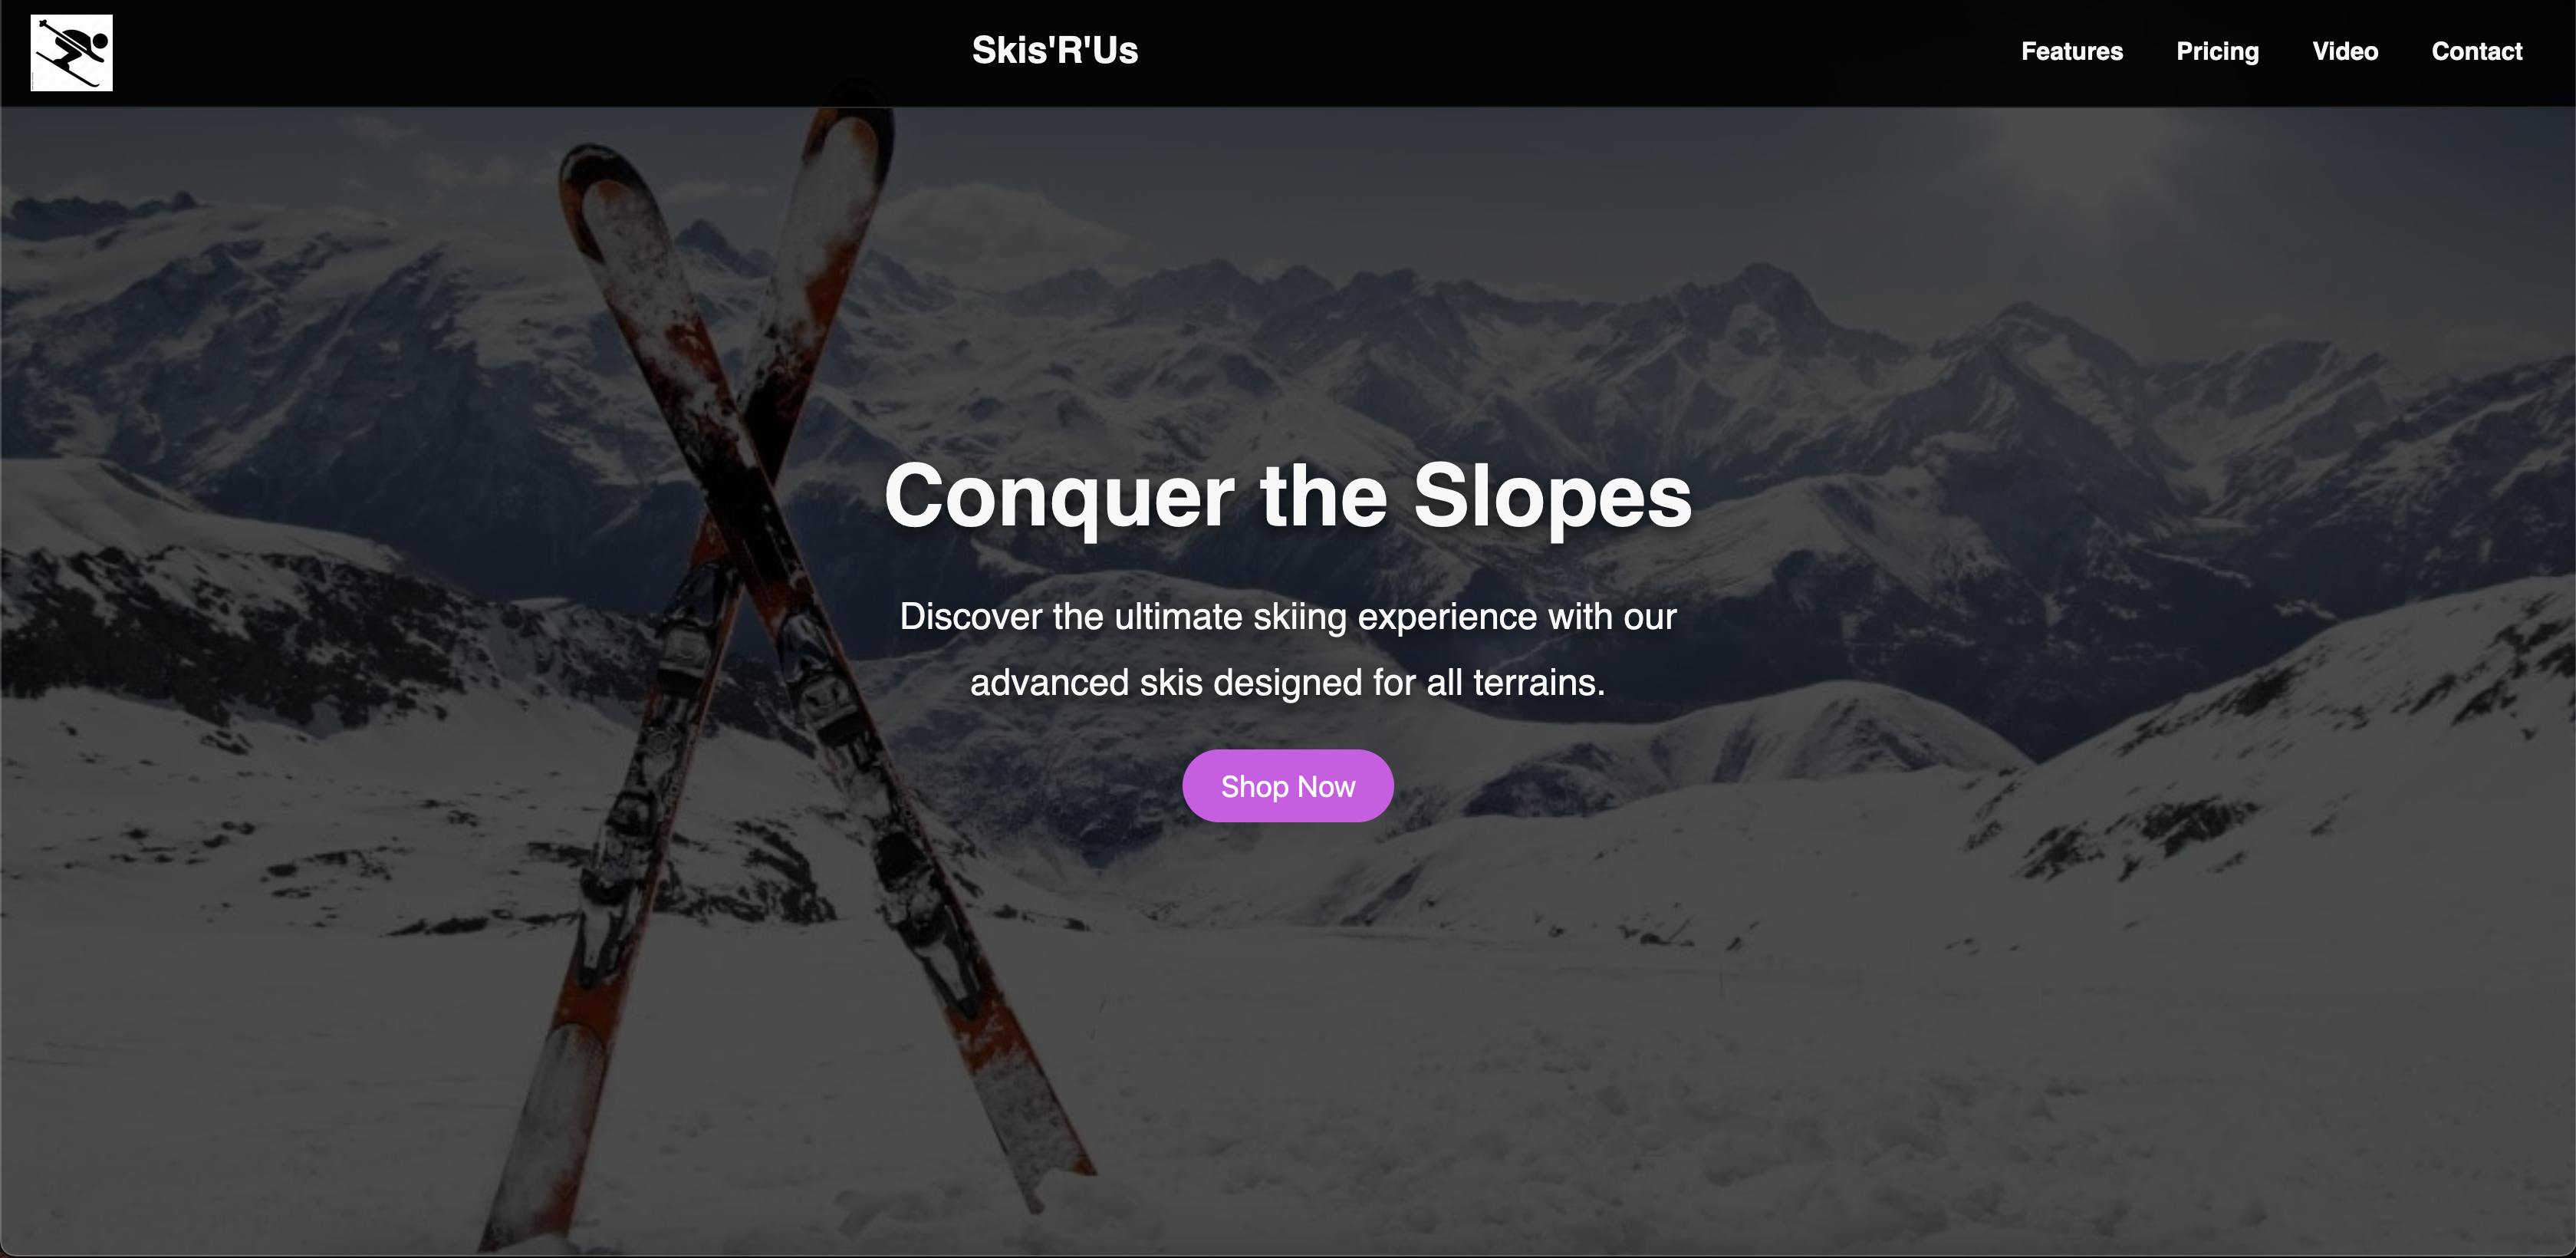 Skis'R'Us
Features
Pricing
Video
Contact
Conquer the Slopes
Discover the ultimate skiing experience with our
advanced skis designed for all terrains.
Shop Now